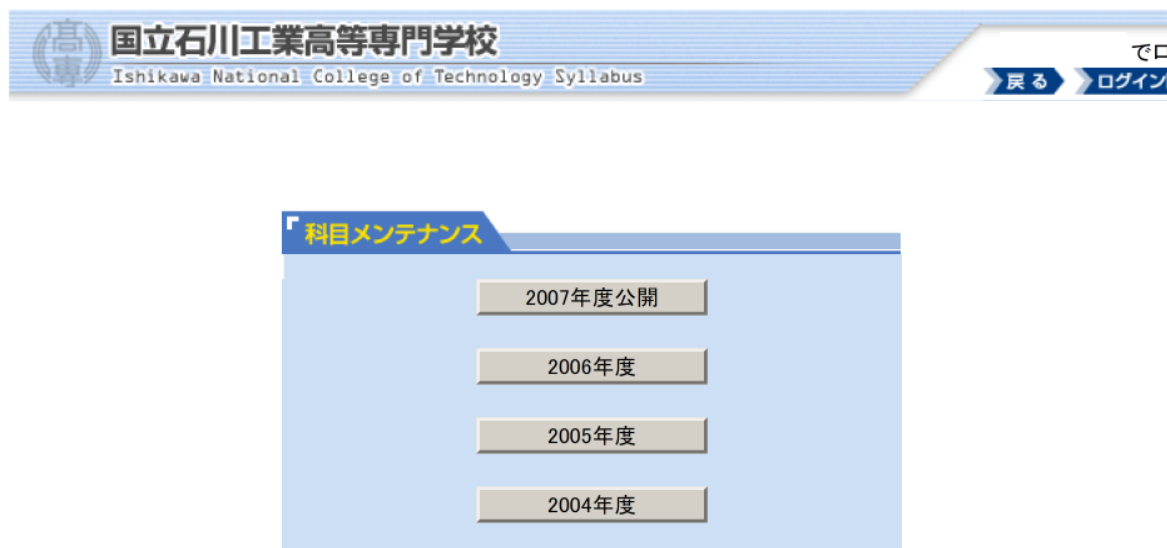 高専
国立石川工業高等専門学校
Ishikawa National College of Technology Syllabus
でロ
戻る
ログイン
科目メンテナンス
2007年度公開
2006年度
2005年度
2004年度